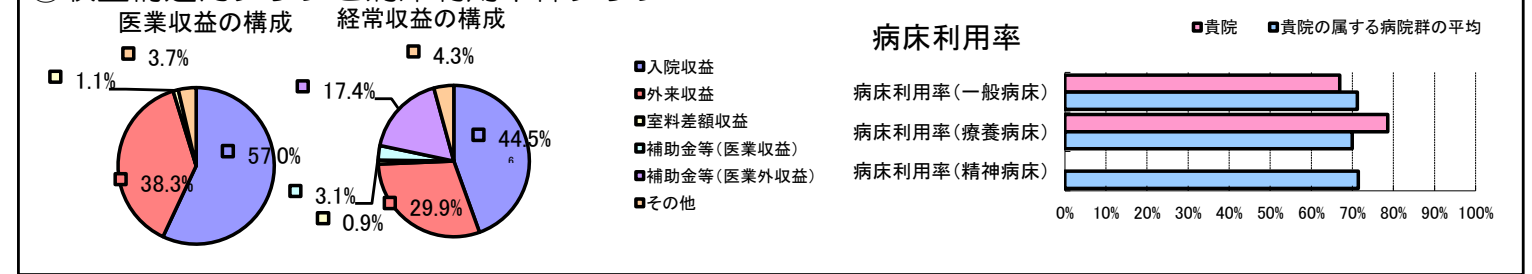 医業収益の構成
3.7%
1.1%
57.0%
38.3%
経常収益の構成
4.3%
17.4%
44.5%
3.1%
29.9%
0.9%
入院収益
外来収益
室料差額収益
補助金等(医業収益)
補助金等(医業外収益)
その他
病床利用率
貴院 貴院の属する病院群の平均
病床利用率(一般病床)
病床利用率(療養病床)
病床利用率(精神病床)
0% 10% 20% 30% 40% 50% 60% 70% 80% 90% 100%